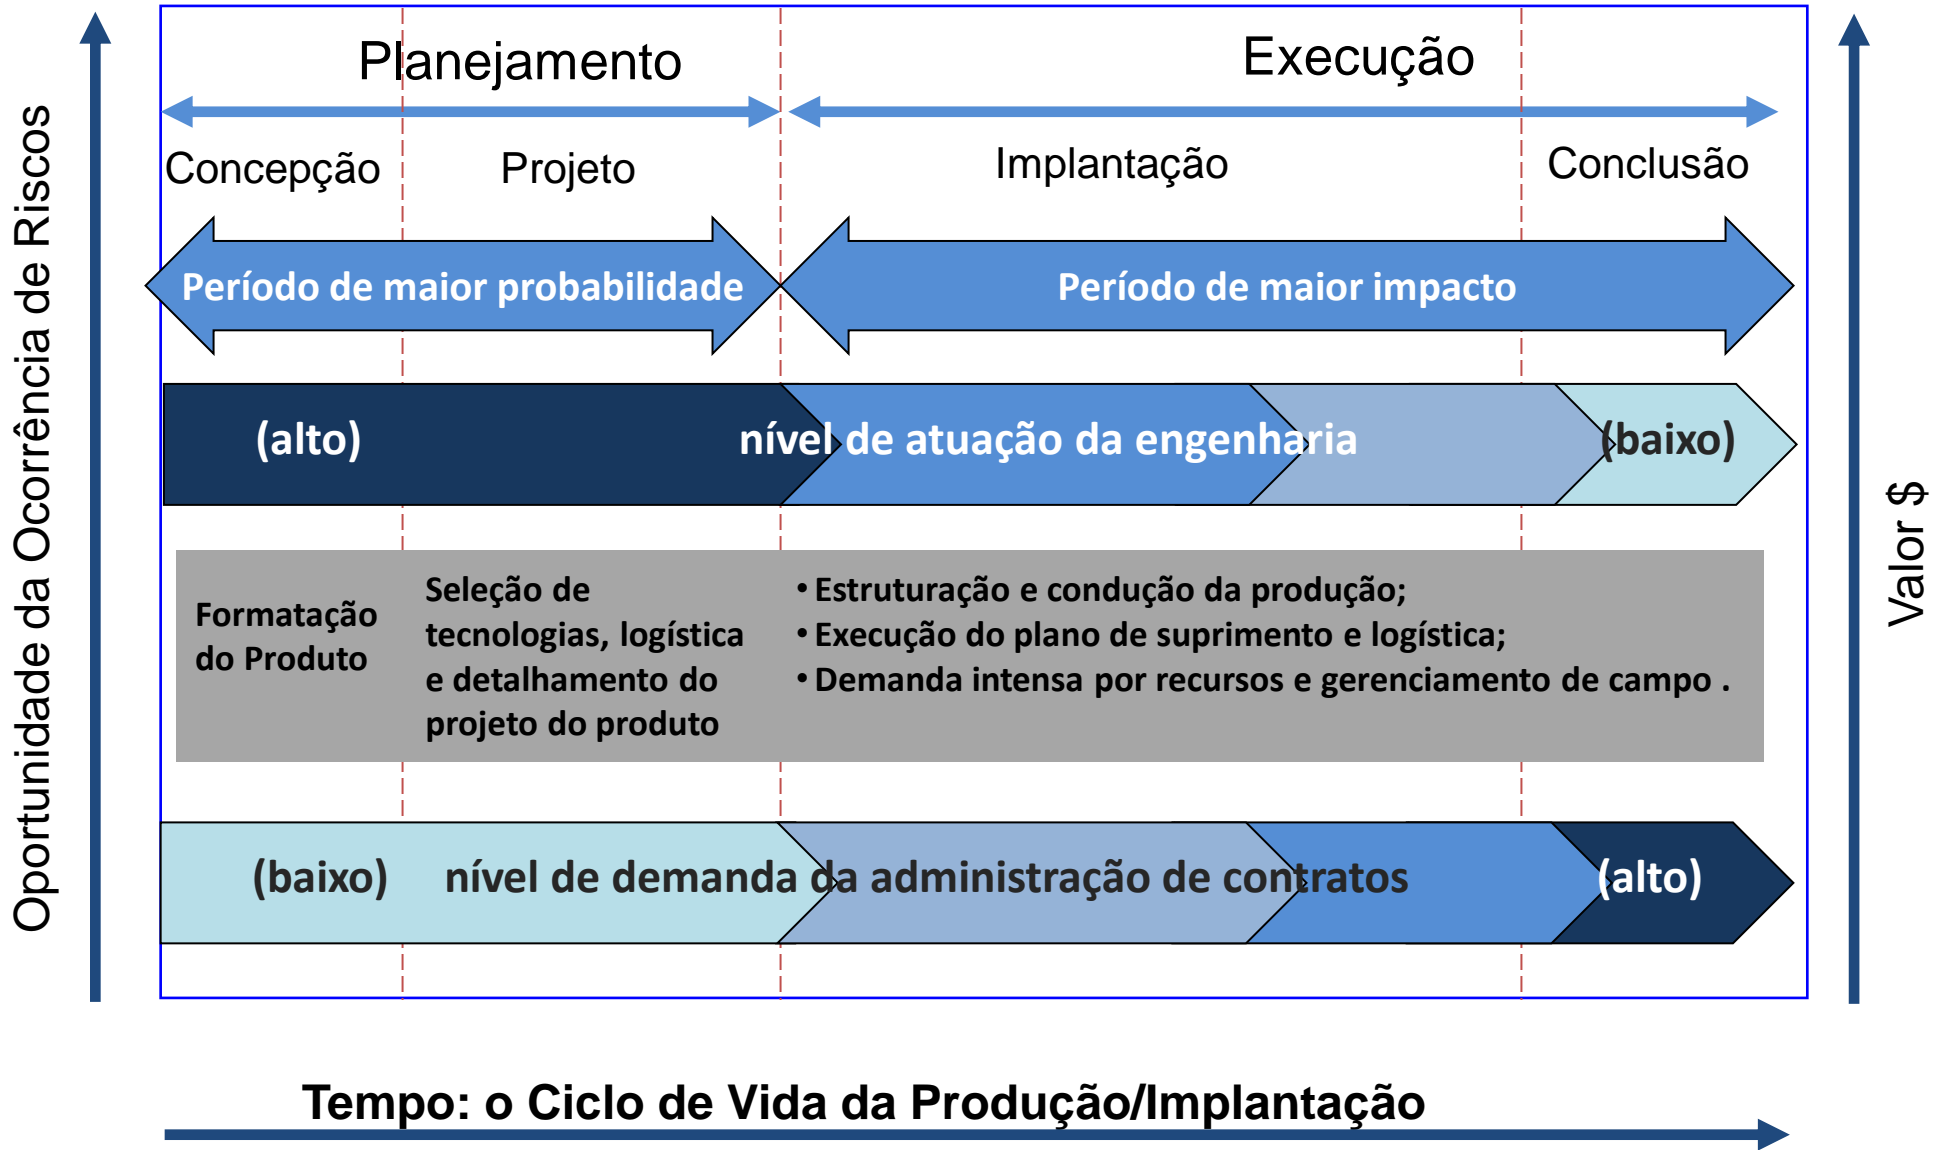 Planejamento
Execução
Concepção
Projeto
Implantação
Conclusão
Período de maior probabilidade
Período de maior impacto
(alto)
nível de atuação da engenharia
(baixo)
Formatação
do Produto
Seleção de
tecnologias, logística
e detalhamento do
projeto do produto
• Estruturação e condução da produção;
• Execução do plano de suprimento e logística;
• Demanda intensa por recursos e gerenciamento de campo .
(baixo)
nível de demanda da administração de contratos
(alto)
Oportunidade da Ocorrência de Riscos
Valor $
Tempo: o Ciclo de Vida da Produção/Implantação